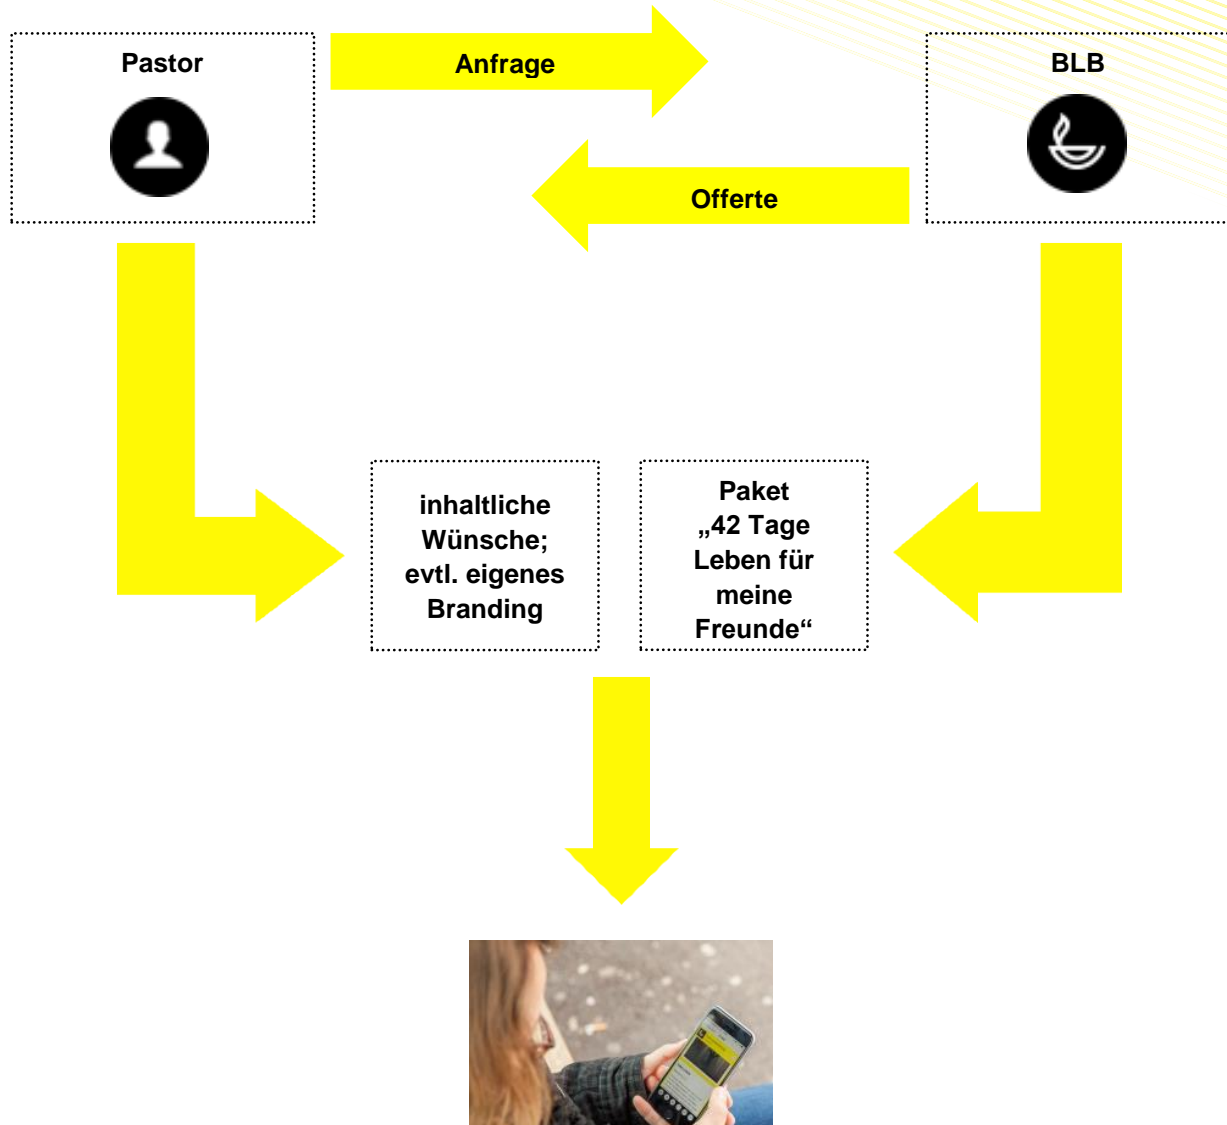 Pastor
Anfrage
BLB
Offerte
inhaltliche
Wünsche;
evtl. eigenes
Branding
Paket
„42 Tage
Leben für
meine
Freunde“